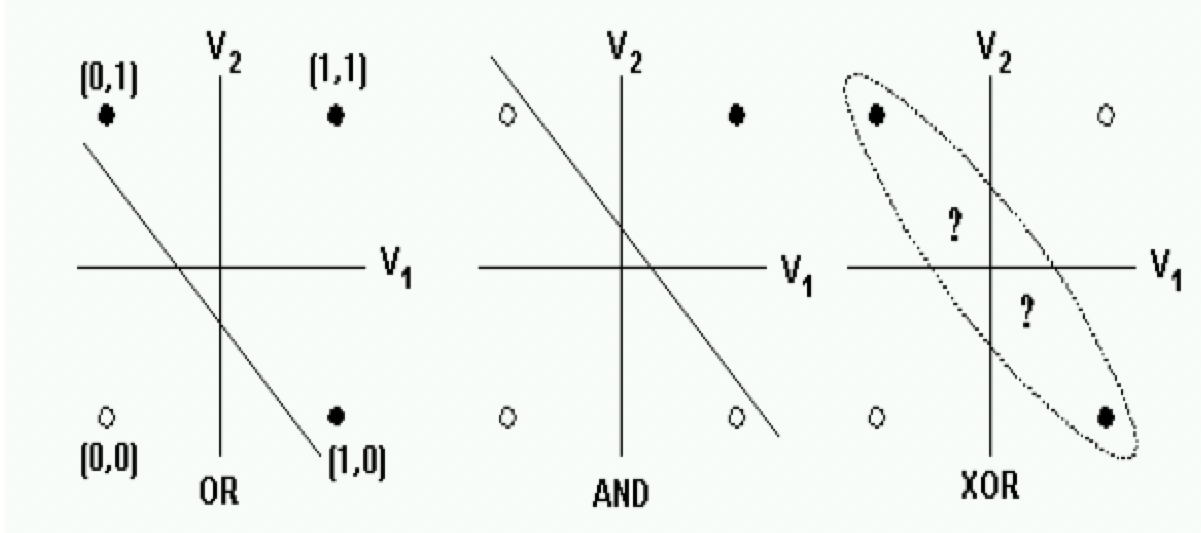 V2
(0,1)
(1,1)
V1
(0,0)
(1,0)
OR
V2
V1
AND
V2
?
V1
?
XOR